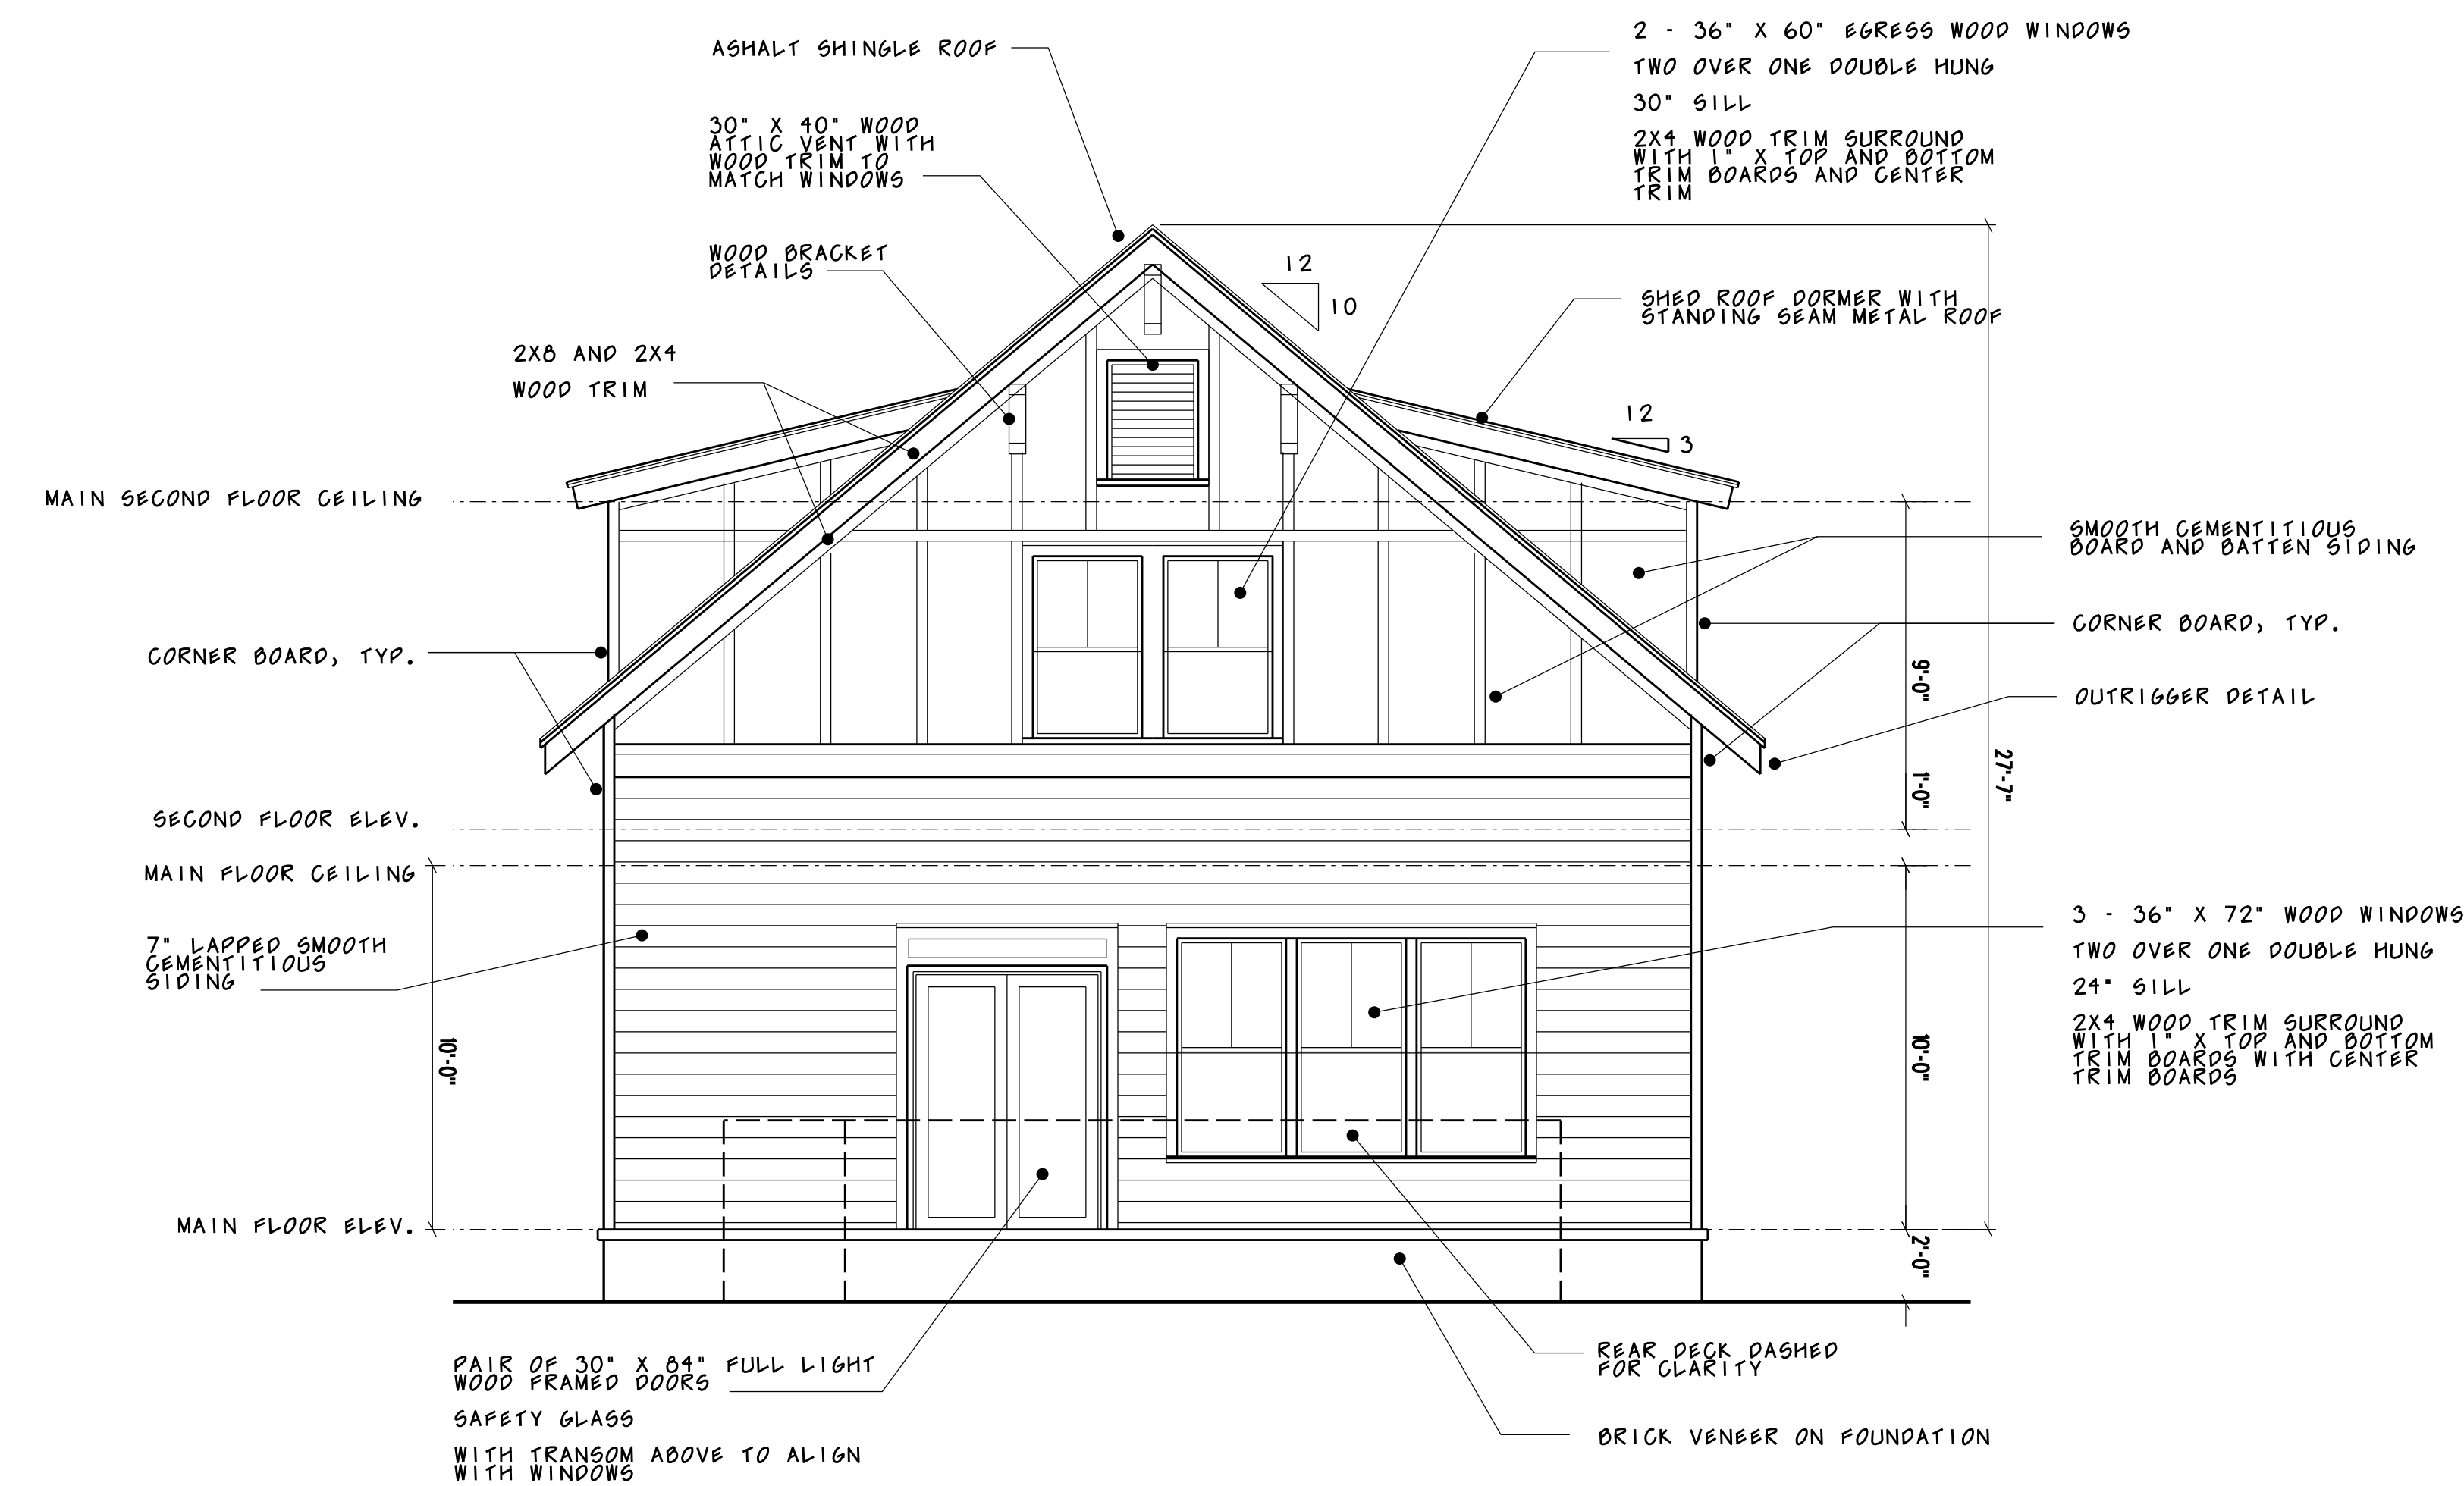 ASHALT SHINGLE ROOF
30" X 40" WOOD
ATTIC VENT WITH
WOOD TRIM TO
MATCH WINDOWS
WOOD BRACKET
DETAILS
2X8 AND 2X4
WOOD TRIM
2 - 36" X 60" EGRESS WOOD WINDOWS
TWO OVER ONE DOUBLE HUNG
30" SILL
2X4 WOOD TRIM SURROUND
WITH 1" X TOP AND BOTTOM
TRIM BOARDS AND CENTER
TRIM
12
10
SHED ROOF DORMER WITH
STANDING SEAM METAL ROOF
12
3
MAIN SECOND FLOOR CEILING
SMOOTH CEMENTITIOUS
BOARD AND BATTEN SIDING
CORNER BOARD, TYP.
CORNER BOARD, TYP.
9'-0"
OUTRIGGER DETAIL
1'-0"
27'-7"
SECOND FLOOR ELEV.
MAIN FLOOR CEILING
7" LAPPED SMOOTH
CEMENTITIOUS
SIDING
10'-0"
10'-0"
3 - 36" X 72" WOOD WINDOWS
TWO OVER ONE DOUBLE HUNG
24" SILL
2X4 WOOD TRIM SURROUND
WITH 1" X TOP AND BOTTOM
TRIM BOARDS WITH CENTER
TRIM BOARDS
MAIN FLOOR ELEV.
2'-0"
PAIR OF 30" X 84" FULL LIGHT
WOOD FRAMED DOORS
SAFETY GLASS
WITH TRANSOM ABOVE TO ALIGN
WITH WINDOWS
REAR DECK DASHED
FOR CLARITY
BRICK VENEER ON FOUNDATION